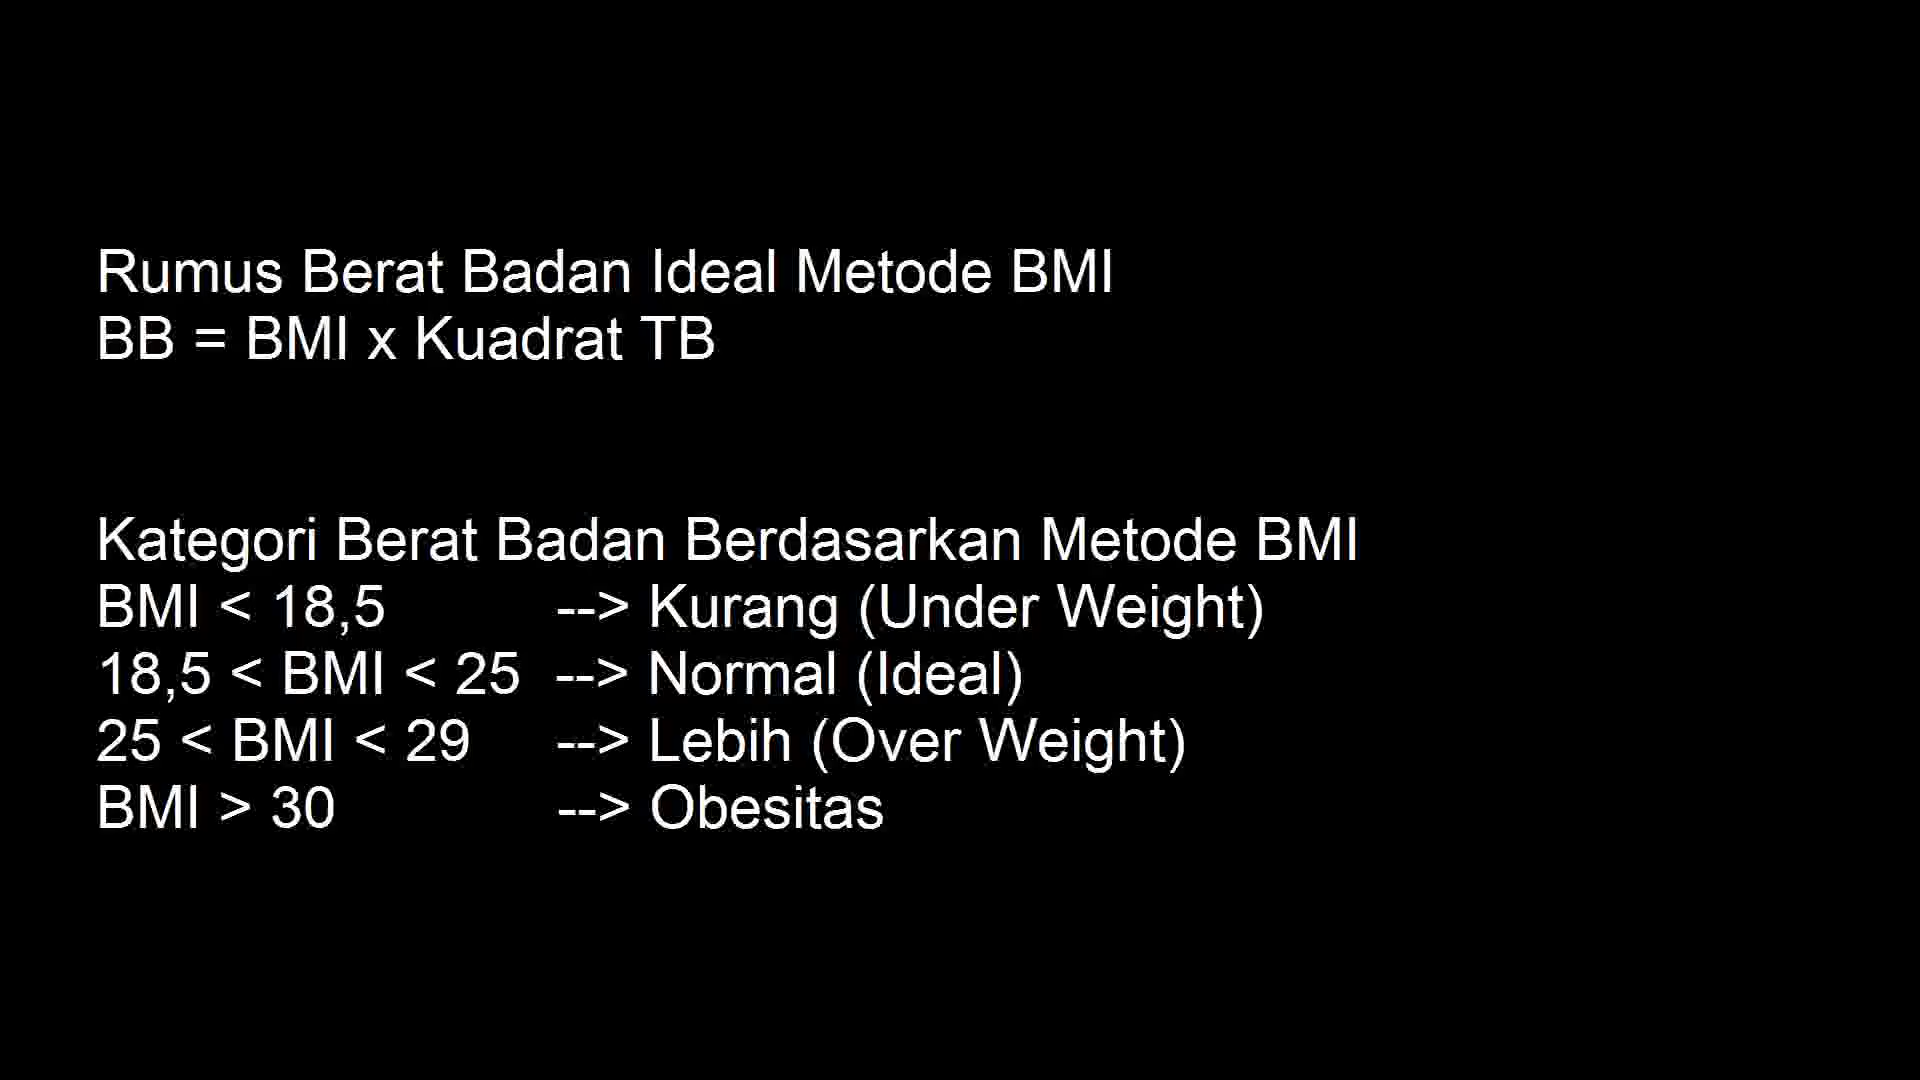 Rumus Berat Badan Ideal Metode BMI
BB = BMI x Kuadrat TB
Kategori Berat Badan Berdasarkan Metode BMI
BMI < 18,5 --> Kurang (Under Weight)
18,5 < BMI < 25 --> Normal (Ideal)
25 < BMI < 29 --> Lebih (Over Weight)
BMI > 30 --> Obesitas